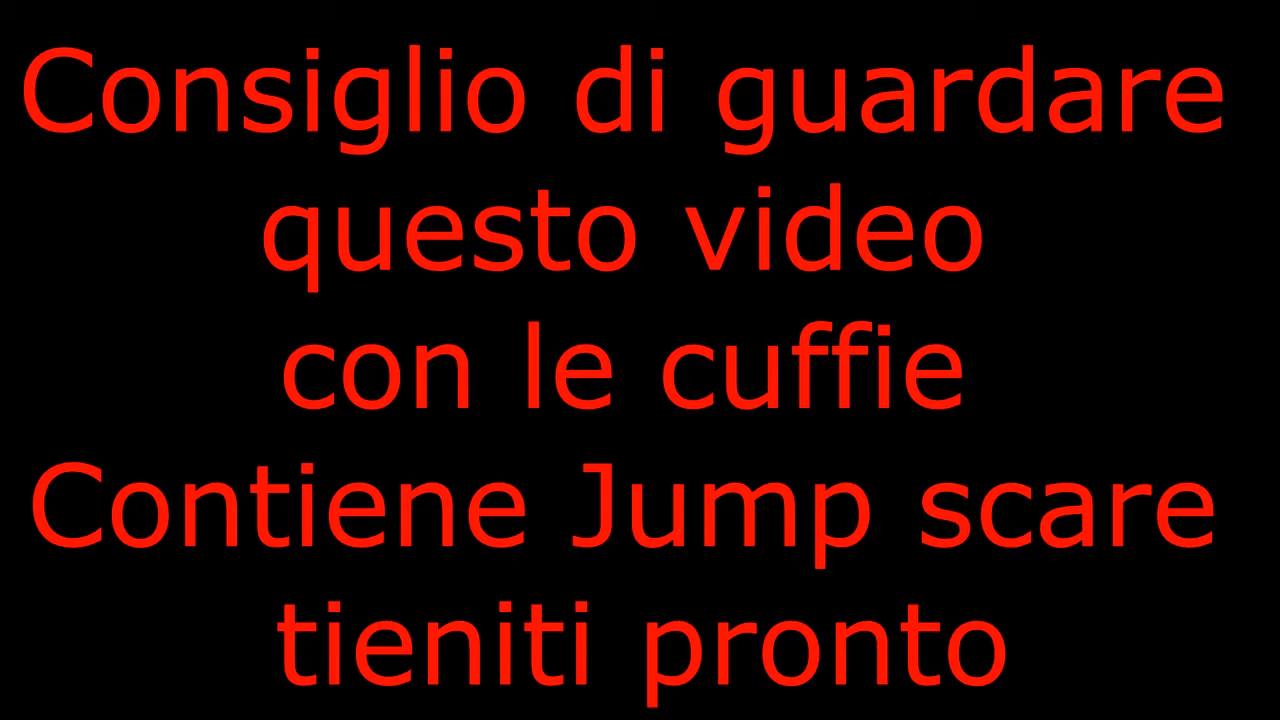 Consiglio di guardare
questo video
con le cuffie
Contiene Jump scare
tieniti pronto